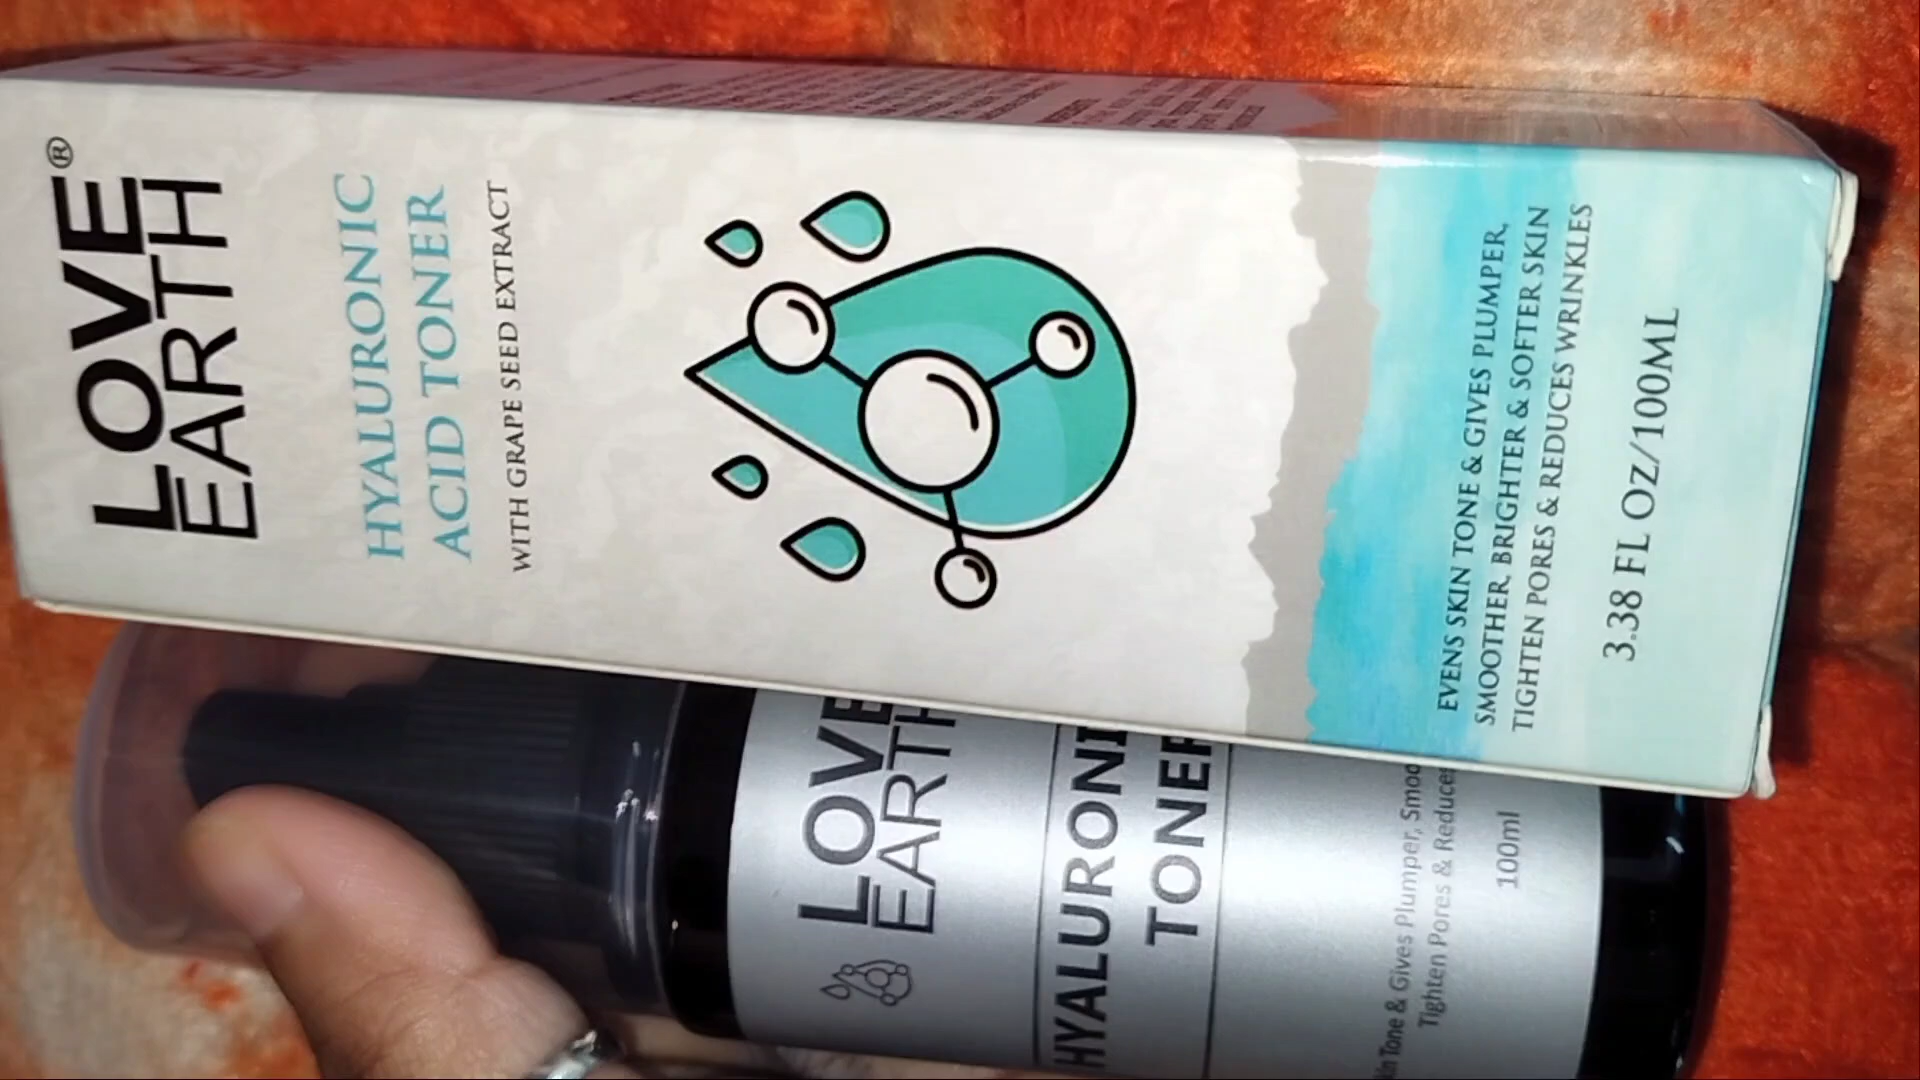 LOVE®
EARTH
HYALURONIC
ACID TONER
WITH GRAPE SEED EXTRACT
EVENS SKIN TONE & GIVES PLUMPER,
SMOOTHER, BRIGHTER & SOFTER SKIN
TIGHTEN PORES & REDUCES WRINKLES
3.38 FL OZ/100ML
LOVE
EARTH
HYALURONI
TONER
Tone & Gives Plumper, Smoo
Tighten Pores & Reduces
100ml